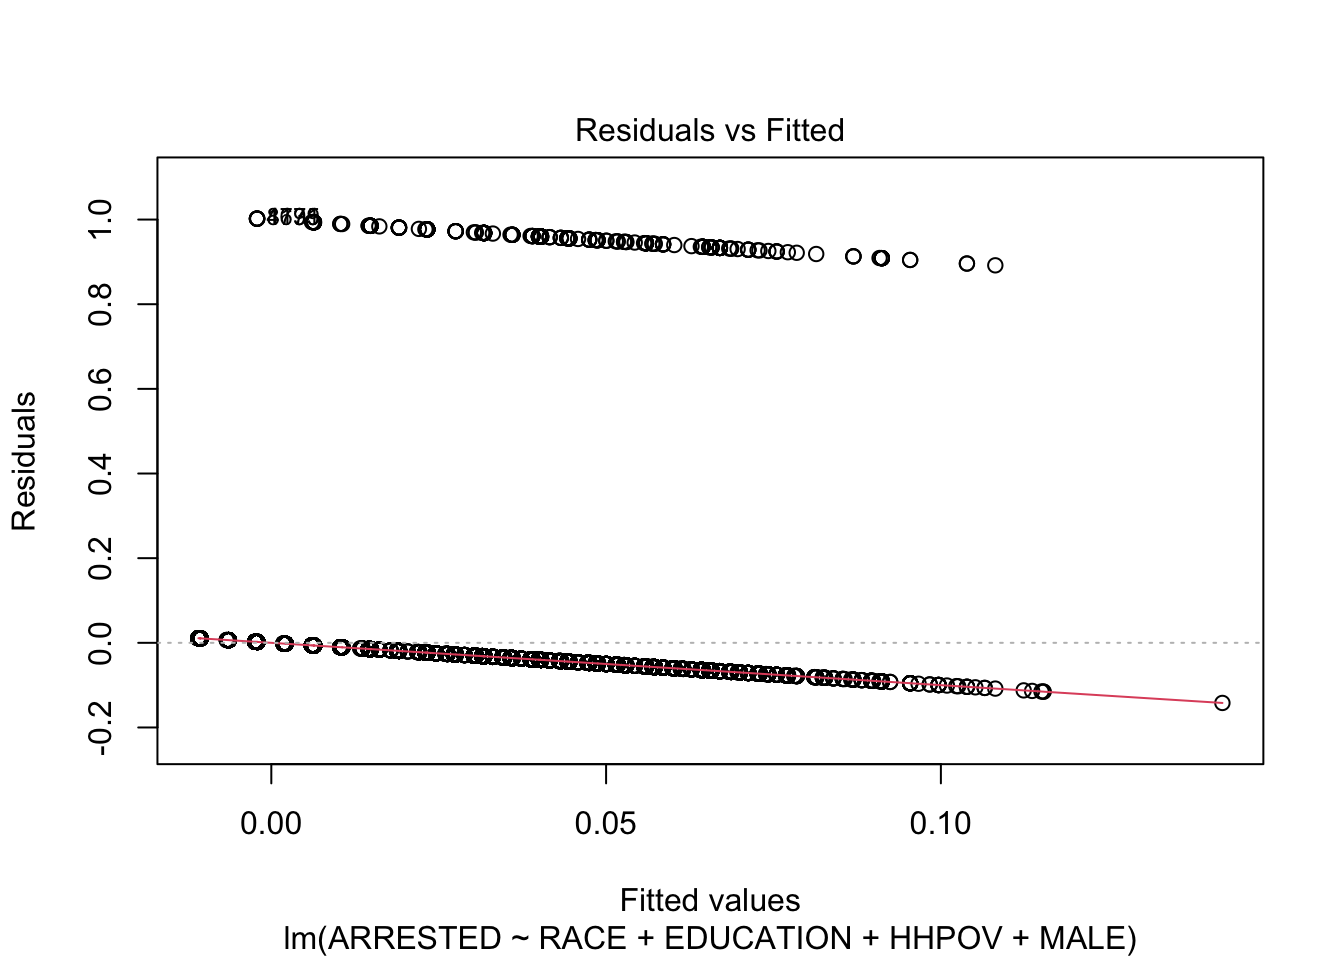 Residuals vs Fitted
Residuals
1.0
0.8
0.6
0.4
0.2
0.0
-0.2
0.00 0.05 0.10
Fitted values
lm(ARRESTED ~ RACE + EDUCATION + HHPOV + MALE)